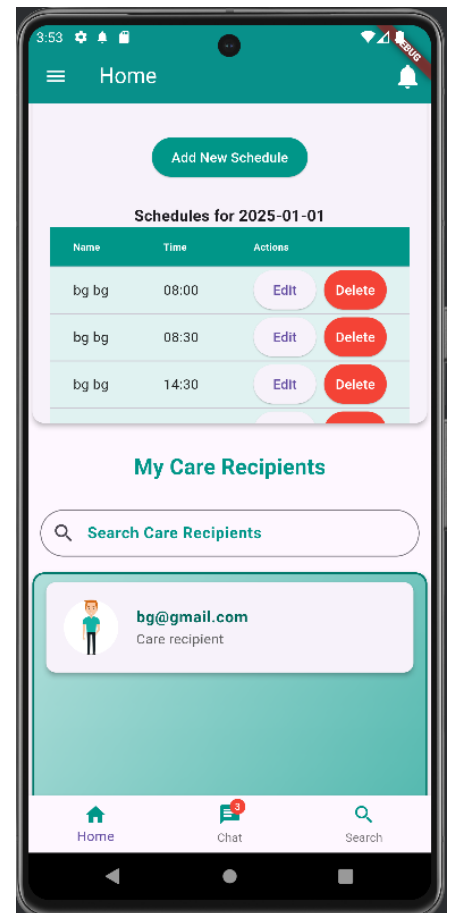 3:53
DEBUG
Home
Add New Schedule
Schedules for 2025-01-01
Name Time Actions
bg bg 08:00 Edit Delete
bg bg 08:30 Edit Delete
bg bg 14:30 Edit Delete
My Care Recipients
Search Care Recipients
bg@gmail.com
Care recipient
3
Home Chat Search